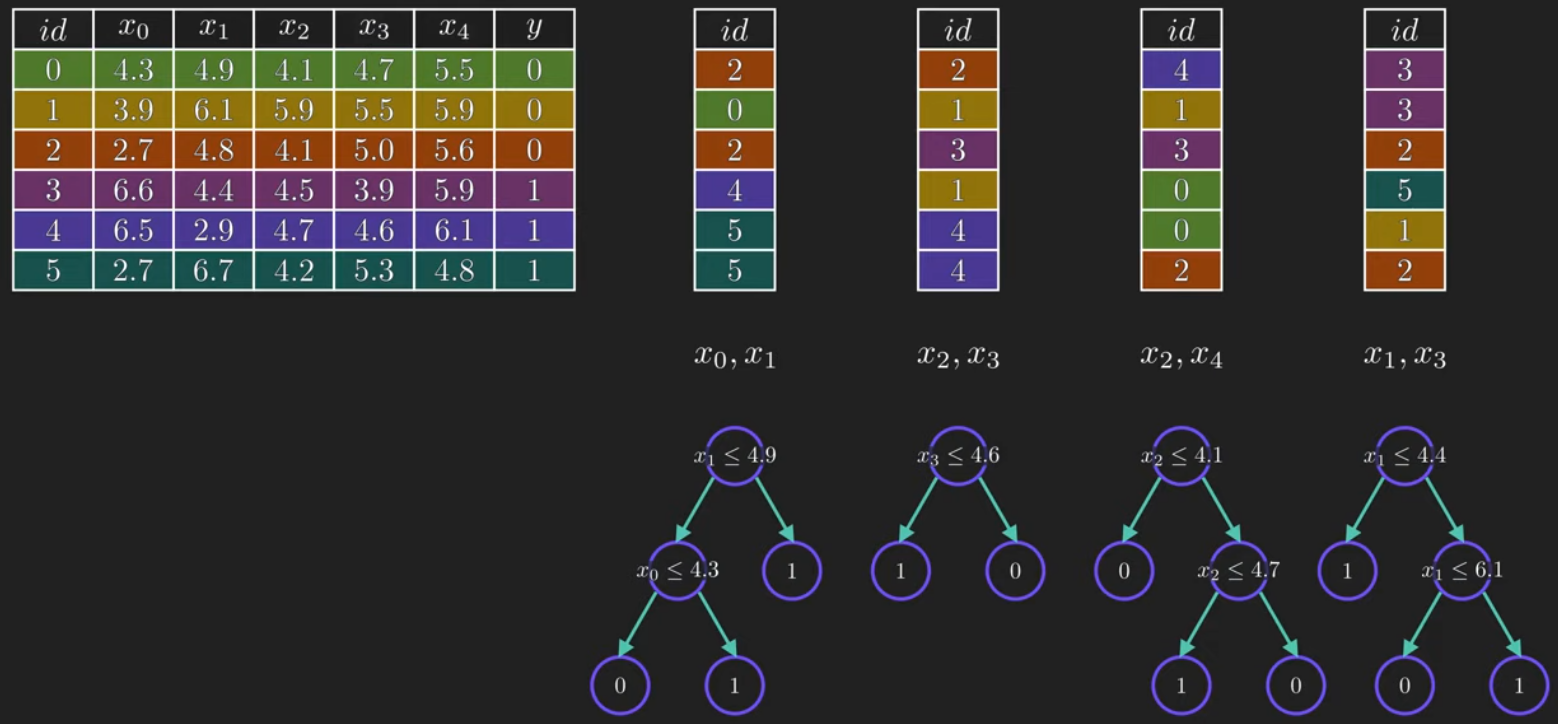 id x₀ x₁ x₂ x₃ x₄ y id id id id
0 4.3 4.9 4.1 4.7 5.5 0 2 2 4 3
1 3.9 6.1 5.9 5.5 5.9 0 0 1 1 3
2 2.7 4.8 4.1 5.0 5.6 0 2 3 3 2
3 6.6 4.4 4.5 3.9 5.9 1 4 1 0 5
4 6.5 2.9 4.7 4.6 6.1 1 5 4 0 1
5 2.7 6.7 4.2 5.3 4.8 1 5 4 2 2
x₀, x₁ x₂, x₃ x₂, x₄ x₁, x₃
x₁ ≤ 4.9 x₃ ≤ 4.6 x₂ ≤ 4.1 x₁ ≤ 4.4
x₀ ≤ 4.3 1 1 0 0 x₂ ≤ 4.7 1 x₁ ≤ 6.1
0 1 1 0 0 1